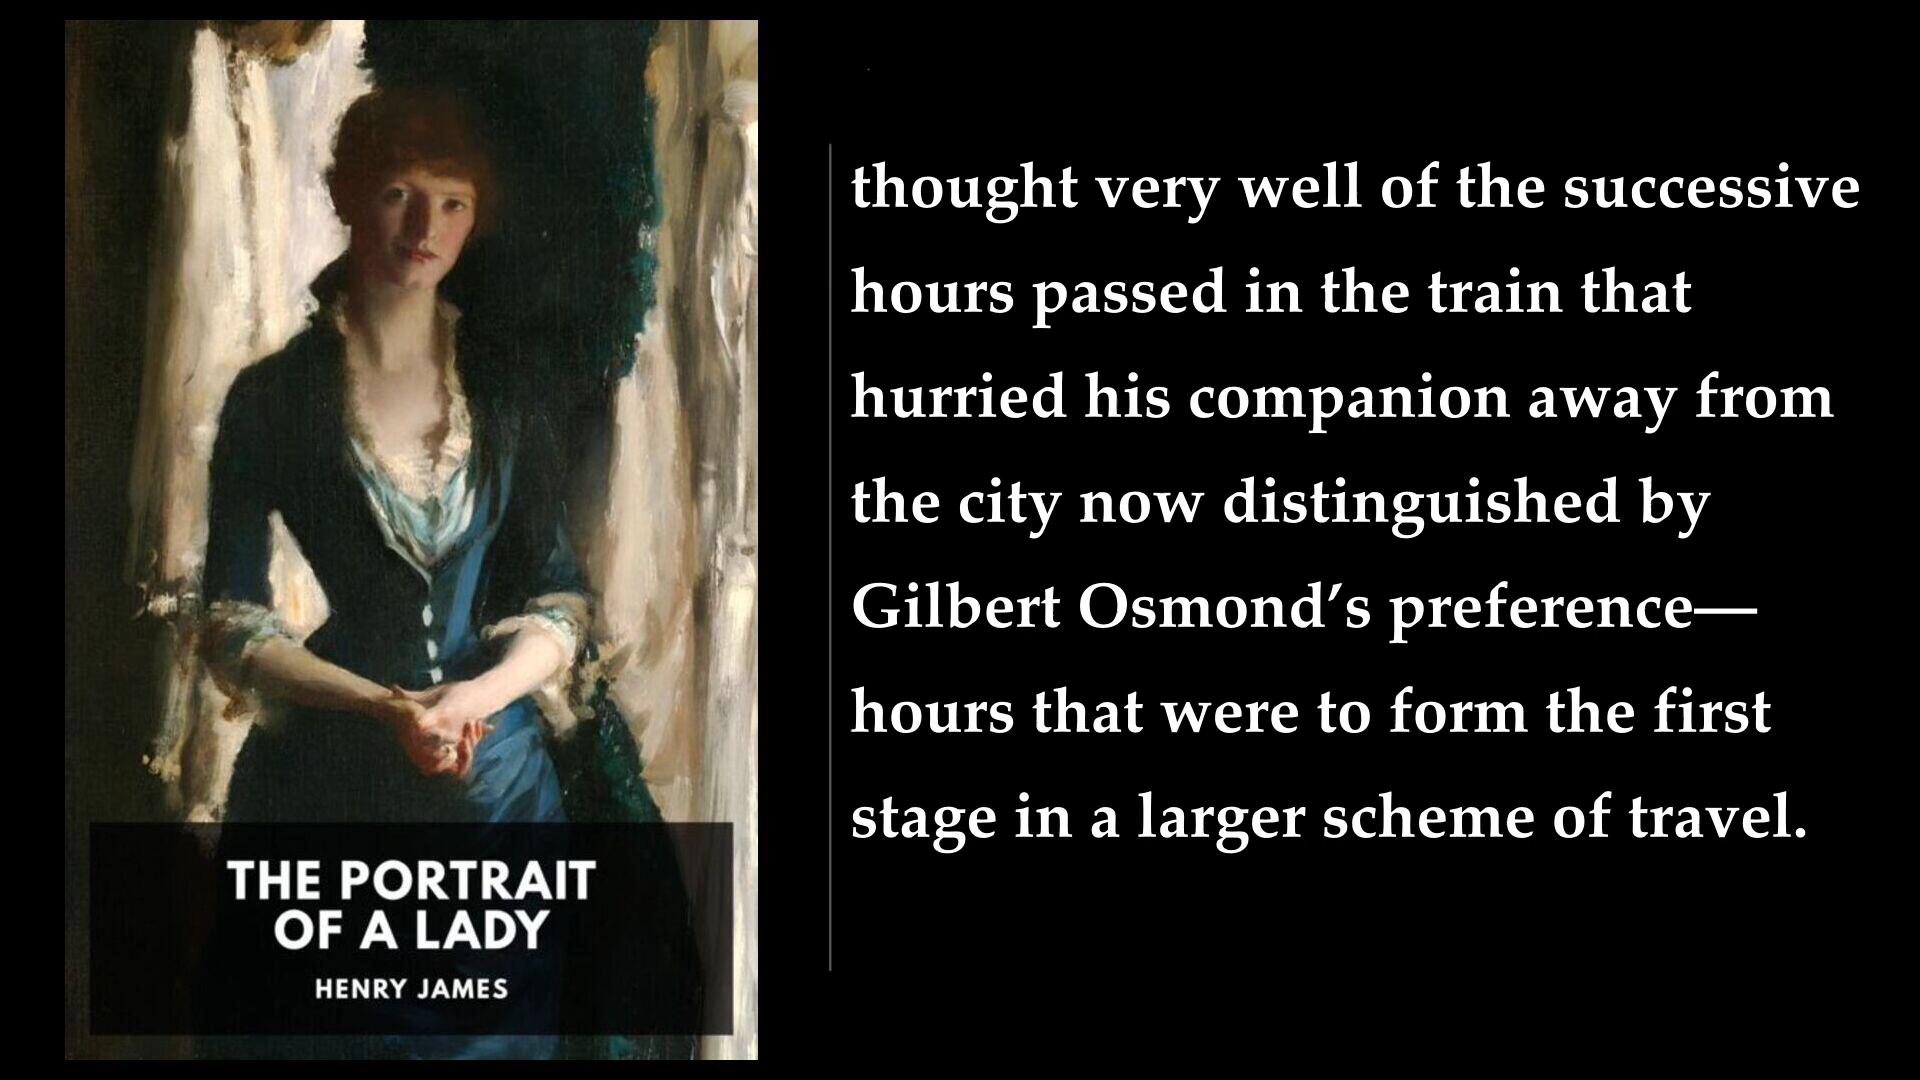 THE PORTRAIT
OF A LADY
HENRY JAMES
thought very well of the successive
hours passed in the train that
hurried his companion away from
the city now distinguished by
Gilbert Osmond’s preference—
hours that were to form the first
stage in a larger scheme of travel.